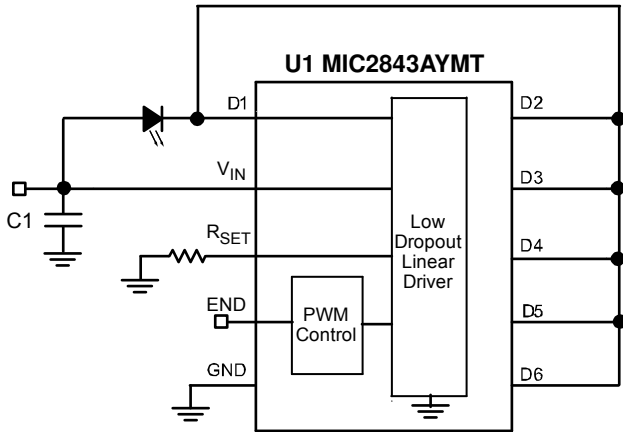 U1 MIC2843AYMT
D1
D2
VIN
D3
C1
RSET
Low
Dropout
Linear
Driver
D4
END
PWM
Control
D5
GND
D6